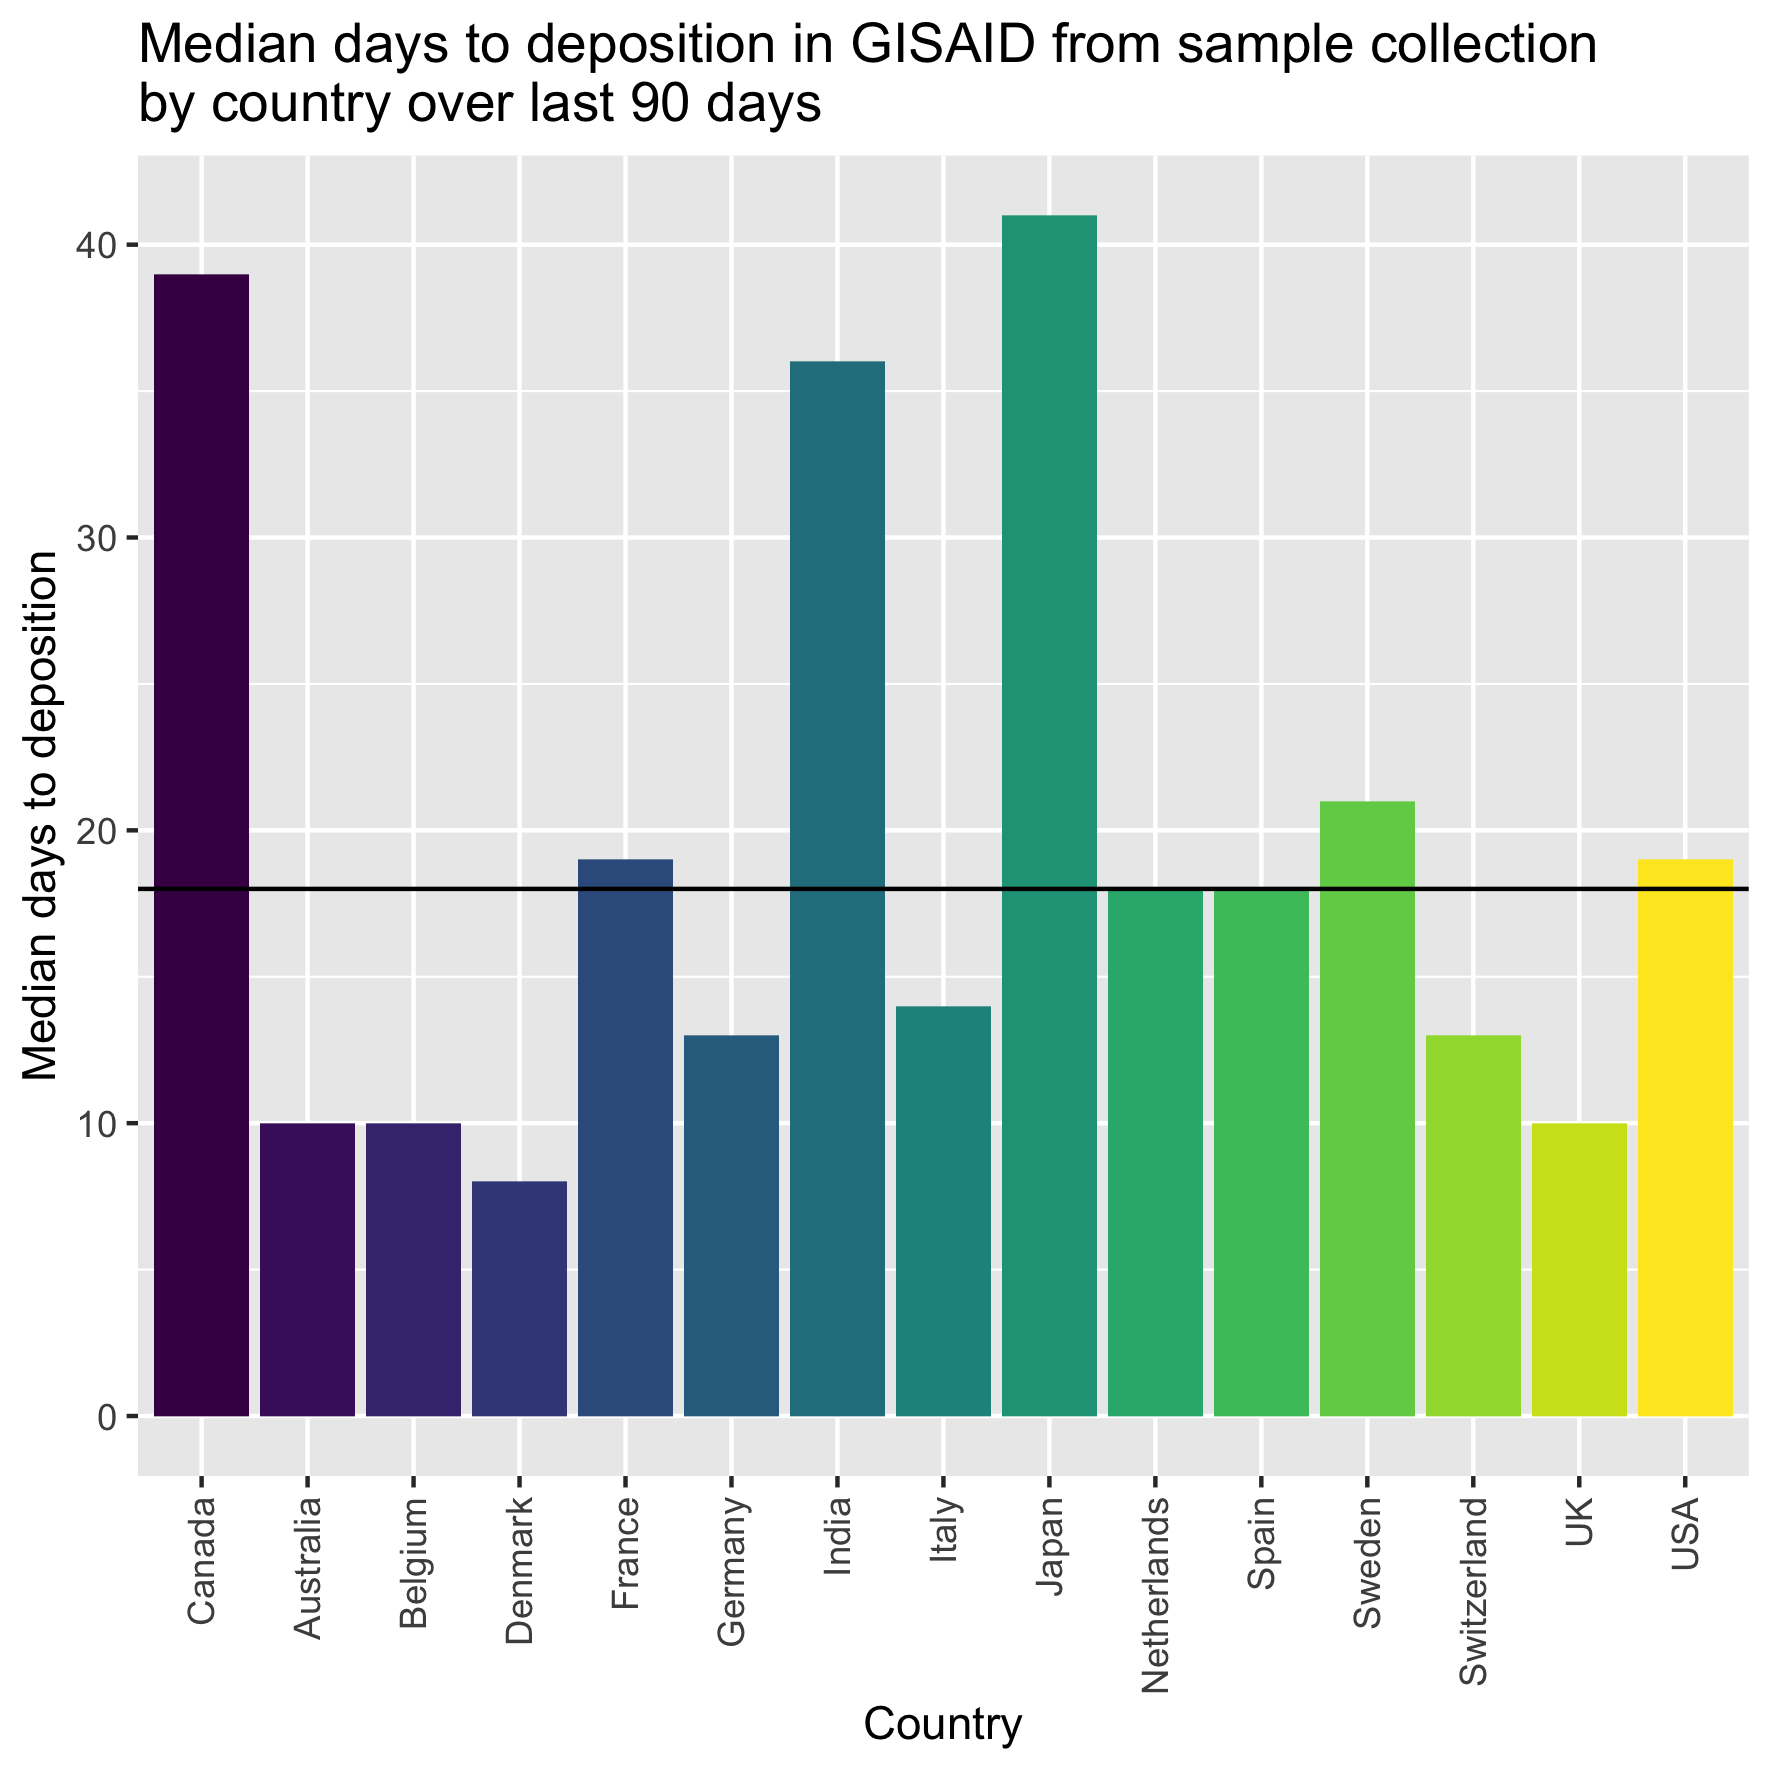 Median days to deposition in GISAID from sample collection
by country over last 90 days
Median days to deposition
40
30
20
10
0
Canada
Australia
Belgium
Denmark
France
Germany
India
Italy
Japan
Netherlands
Spain
Sweden
Switzerland
UK
USA
Country